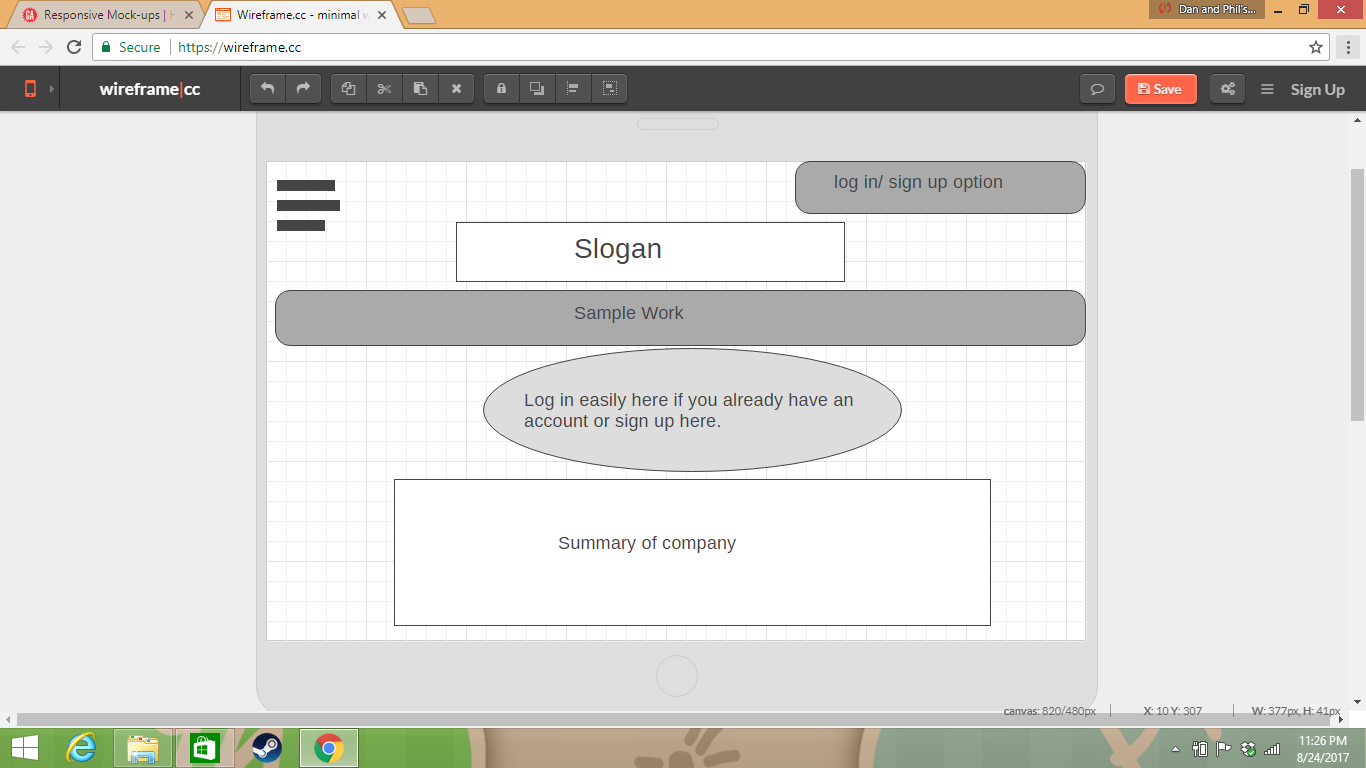 Responsive Mock-ups | H
Wireframe.cc - minimal w
Dan and Phil's...
Secure
https://wireframe.cc
wireframe|cc
Save
Sign Up
log in/ sign up option
Slogan
Sample Work
Log in easily here if you already have an
account or sign up here.
Summary of company
canvas: 820/480px
X: 10 Y: 307
W: 377px, H: 41px
11:26 PM
8/24/2017